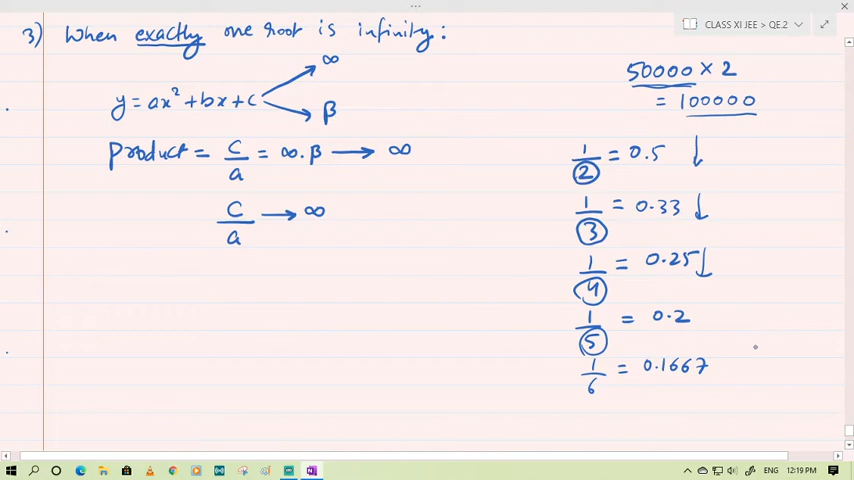 CLASS XI JEE > QE.2
3) When exactly one root is infinity:
y = ax² + bx + c
∞
β
Product = c/a = ∞.β → ∞
c/a → ∞
50000 × 2
= 100000
1/2 = 0.5 ↓
1/3 = 0.33 ↓
1/4 = 0.25 ↓
1/5 = 0.2
1/6 = 0.1667
ENG 12:19 PM